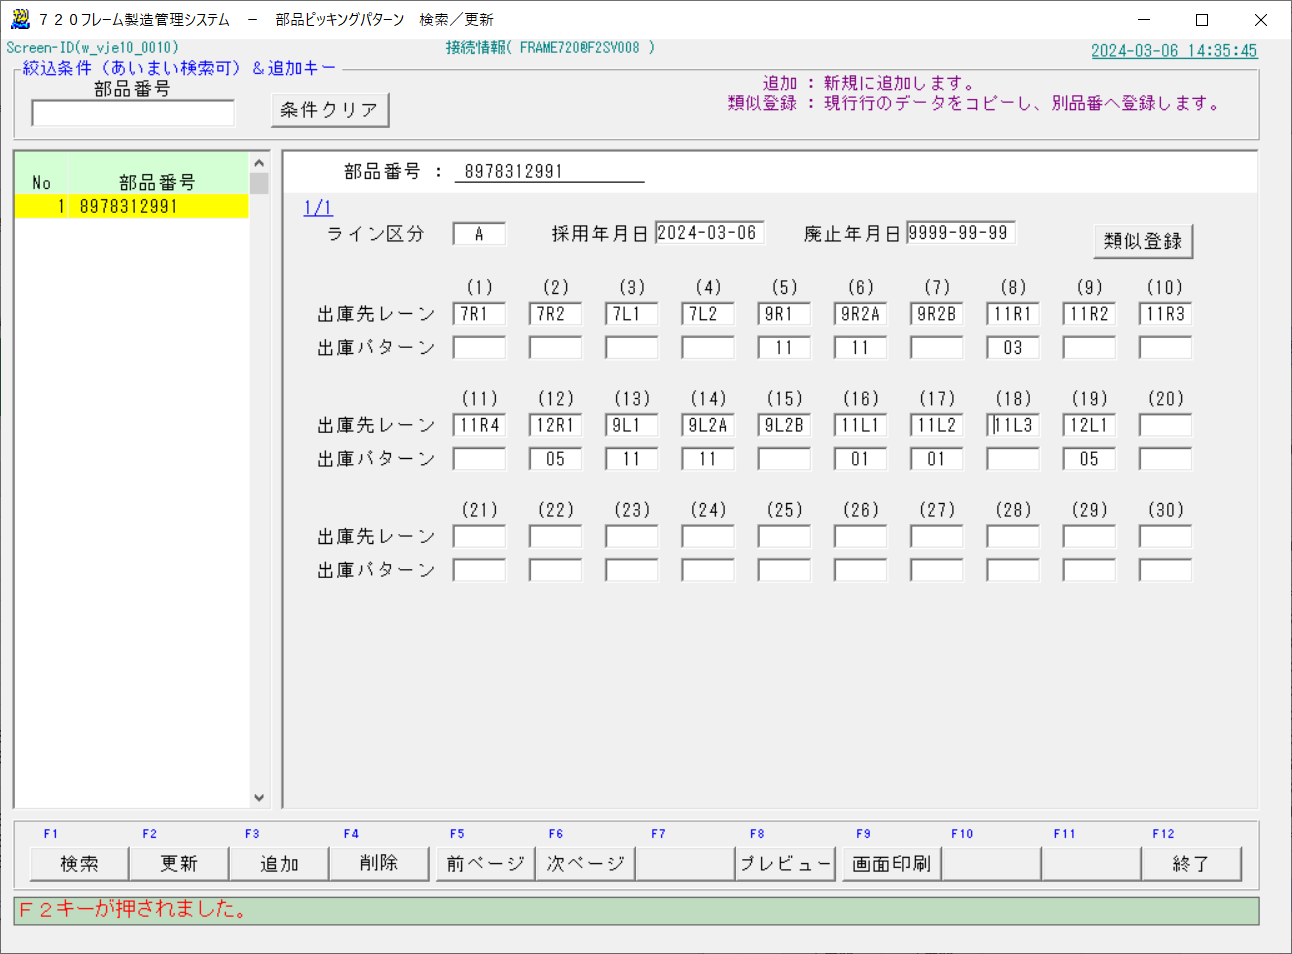 ７２０フレーム製造管理システム － 部品ピッキングパターン 検索／更新
Screen-ID(w_vje10_0010)
接続情報( FRAME720@F2SV008 )
2024-03-06 14:35:45
絞込条件（あいまい検索可）＆追加キー
部品番号
条件クリア
追加 : 新規に追加します。
類似登録 : 現行行のデータをコピーし、別品番へ登録します。
No 部品番号
1 8978312991
部品番号 : 8978312991
1/1
ライン区分 A 採用年月日 2024-03-06 廃止年月日 9999-99-99
類似登録
(1) (2) (3) (4) (5) (6) (7) (8) (9) (10)
出庫先レーン 7R1 7R2 7L1 7L2 9R1 9R2A 9R2B 11R1 11R2 11R3
出庫パターン 11 11 03
(11) (12) (13) (14) (15) (16) (17) (18) (19) (20)
出庫先レーン 11R4 12R1 9L1 9L2A 9L2B 11L1 11L2 11L3 12L1
出庫パターン 05 11 11 01 01 05
(21) (22) (23) (24) (25) (26) (27) (28) (29) (30)
出庫先レーン
出庫パターン
F1 F2 F3 F4 F5 F6 F7 F8 F9 F10 F11 F12
検索 更新 追加 削除 前ページ 次ページ プレビュー 画面印刷 終了
Ｆ２キーが押されました。